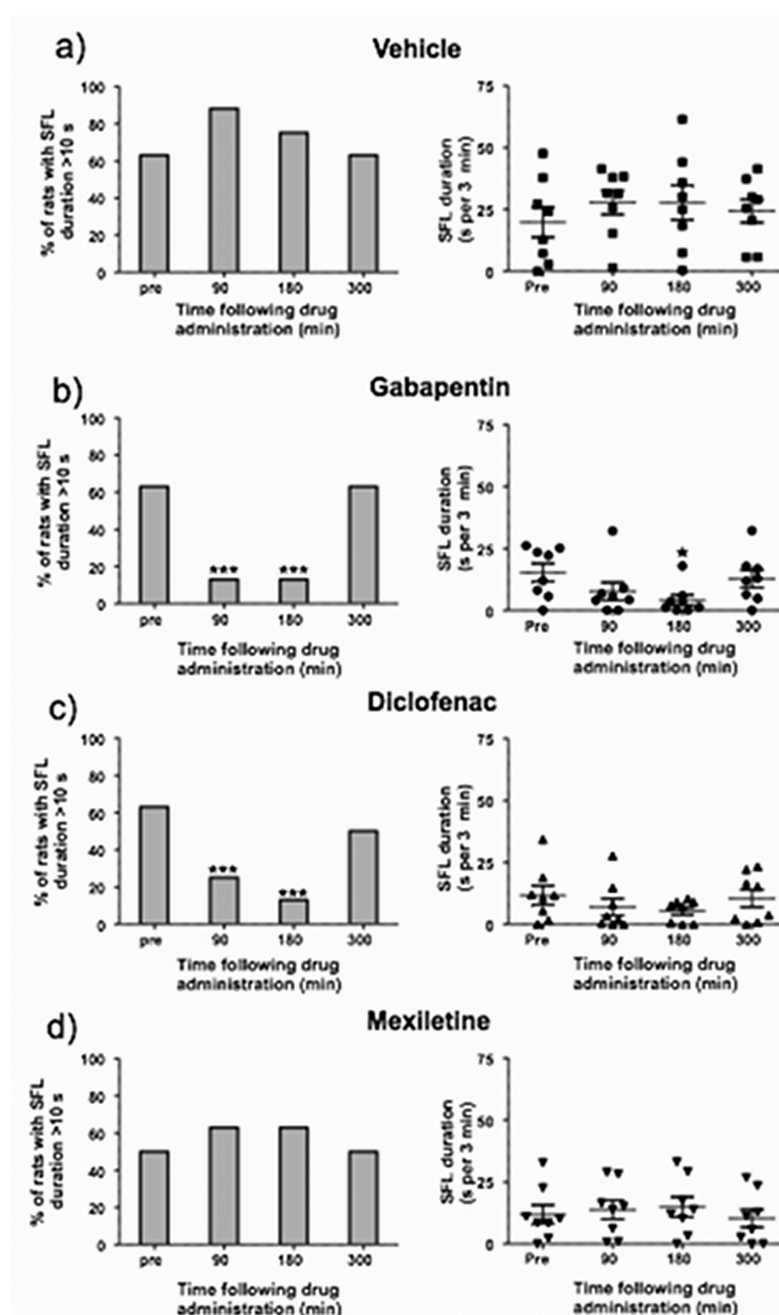 a)
Vehicle
% of rats with SFL
duration >10 s
100
80
60
40
20
0
pre 90 180 300
Time following drug
administration (min)
SFL duration
(s per 3 min)
75
50
25
0
Pre 90 180 300
Time following drug
administration (min)
b)
Gabapentin
% of rats with SFL
duration >10 s
100
80
60
40
20
0
*** ***
pre 90 180 300
Time following drug
administration (min)
SFL duration
(s per 3 min)
75
50
25
0
★
Pre 90 180 300
Time following drug
administration (min)
c)
Diclofenac
% of rats with SFL
duration >10 s
100
80
60
40
20
0
*** ***
pre 90 180 300
Time following drug
administration (min)
SFL duration
(s per 3 min)
75
50
25
0
Pre 90 180 300
Time following drug
administration (min)
d)
Mexiletine
% of rats with SFL
duration >10 s
100
80
60
40
20
0
pre 90 180 300
Time following drug
administration (min)
SFL duration
(s per 3 min)
75
50
25
0
Pre 90 180 300
Time following drug
administration (min)